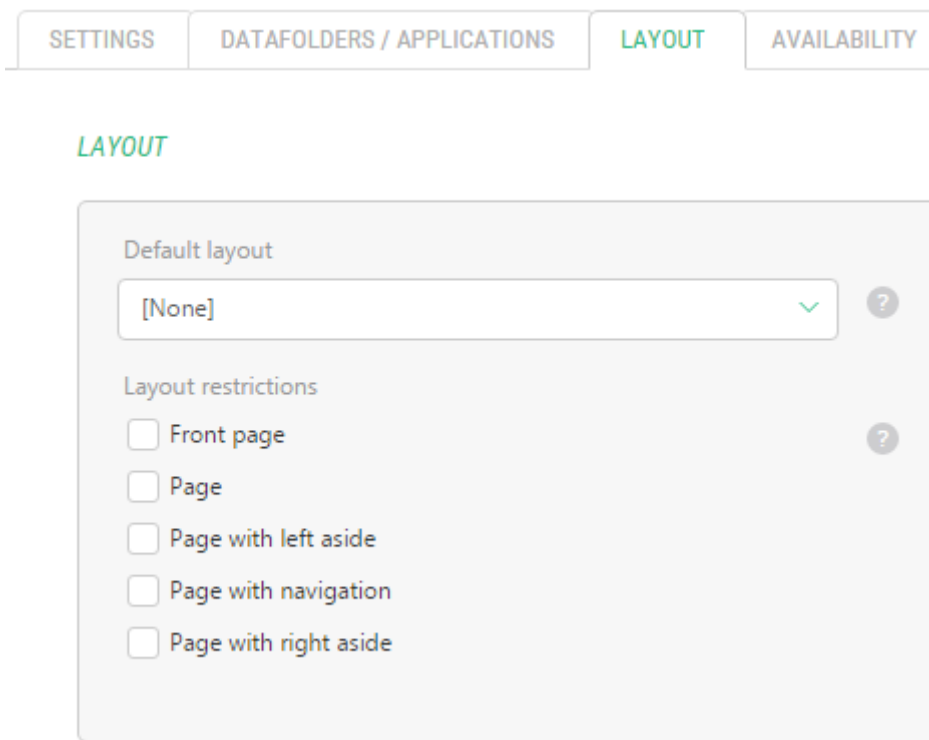 SETTINGS DATAFOLDERS / APPLICATIONS LAYOUT AVAILABILITY
LAYOUT
Default layout
[None]
?
Layout restrictions
Front page
?
Page
Page with left aside
Page with navigation
Page with right aside